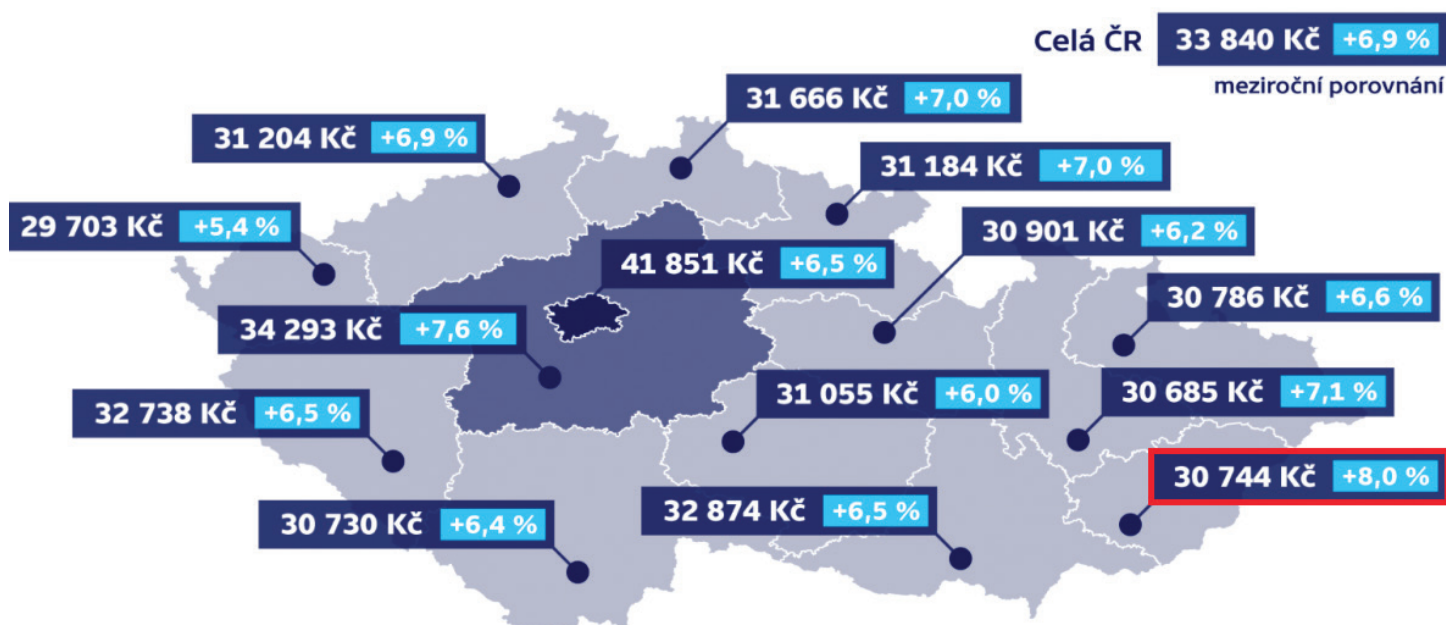 Celá ČR 33 840 Kč +6,9 %
meziroční porovnání
31 666 Kč +7,0 %
31 204 Kč +6,9 %
31 184 Kč +7,0 %
29 703 Kč +5,4 %
30 901 Kč +6,2 %
41 851 Kč +6,5 %
30 786 Kč +6,6 %
34 293 Kč +7,6 %
31 055 Kč +6,0 %
30 685 Kč +7,1 %
32 738 Kč +6,5 %
30 744 Kč +8,0 %
32 874 Kč +6,5 %
30 730 Kč +6,4 %